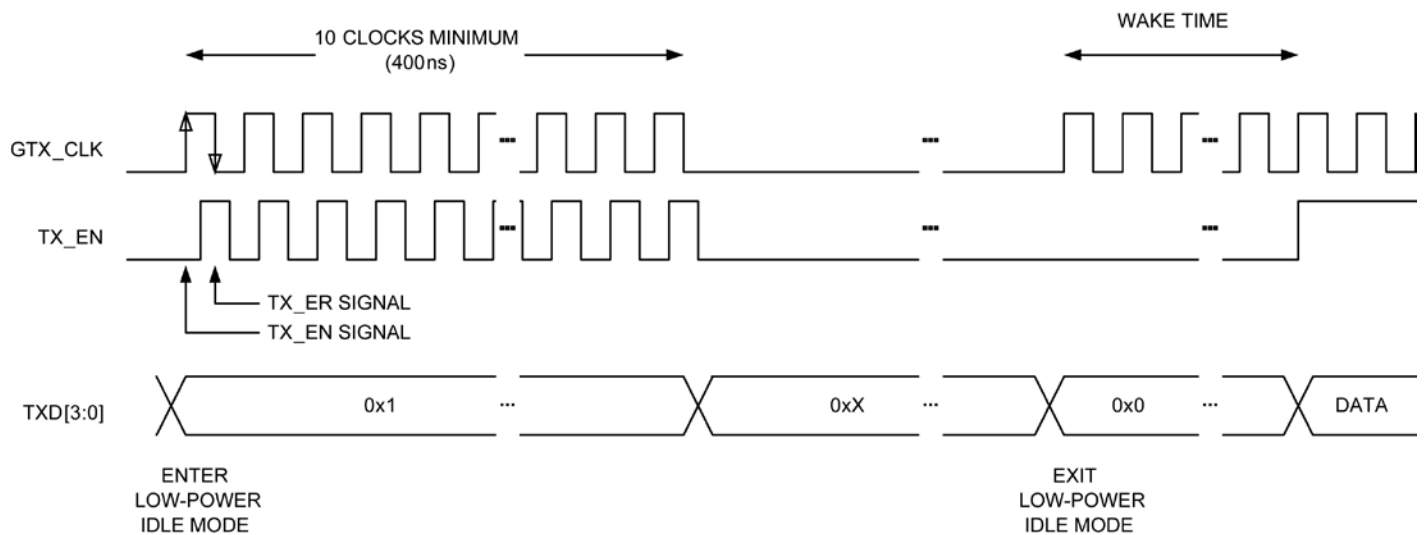 10 CLOCKS MINIMUM
(400ns)
WAKE TIME
GTX_CLK
...
...
...
TX_EN
...
...
...
TX_ER SIGNAL
TX_EN SIGNAL
TXD[3:0]
0x1
...
0xX
...
0x0
...
DATA
ENTER
LOW-POWER
IDLE MODE
EXIT
LOW-POWER
IDLE MODE